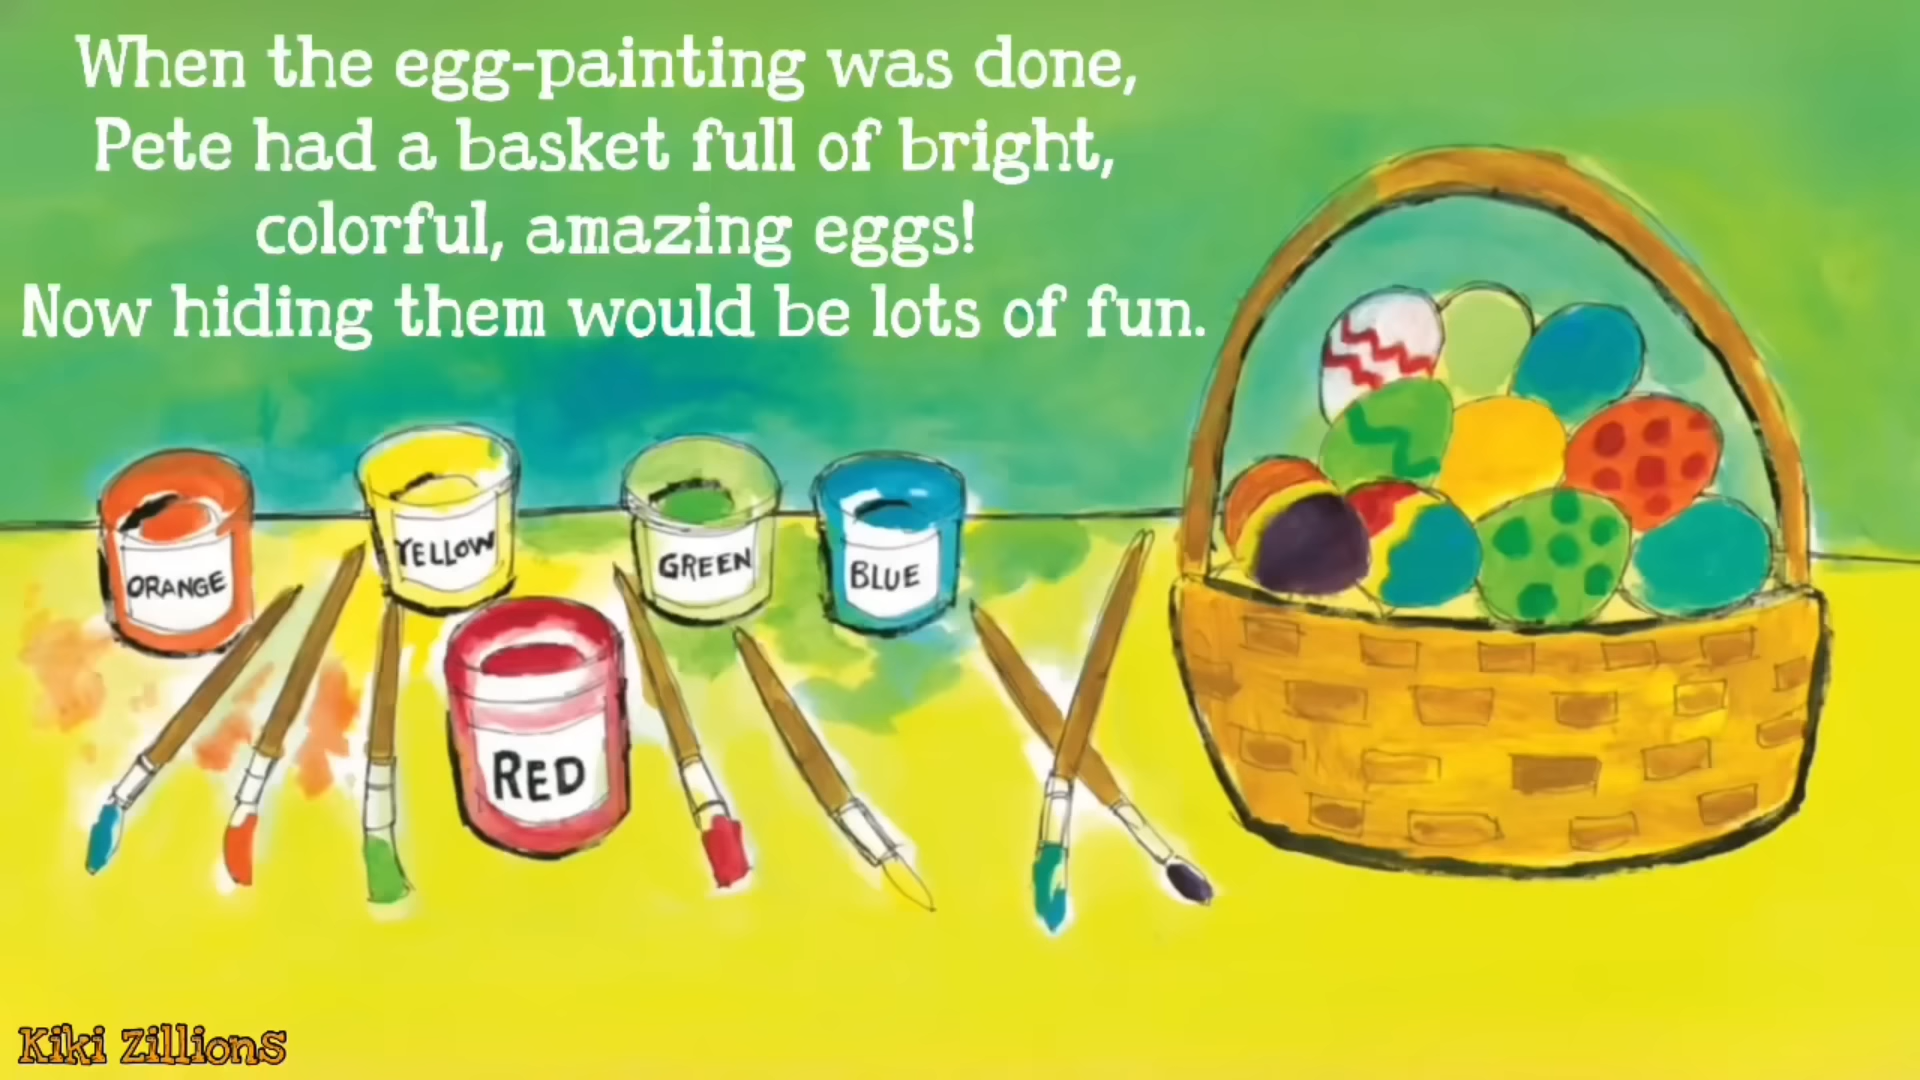 When the egg-painting was done,
Pete had a basket full of bright,
colorful, amazing eggs!
Now hiding them would be lots of fun.
ORANGE
YELLOW
GREEN
BLUE
RED
Kiki Zillions